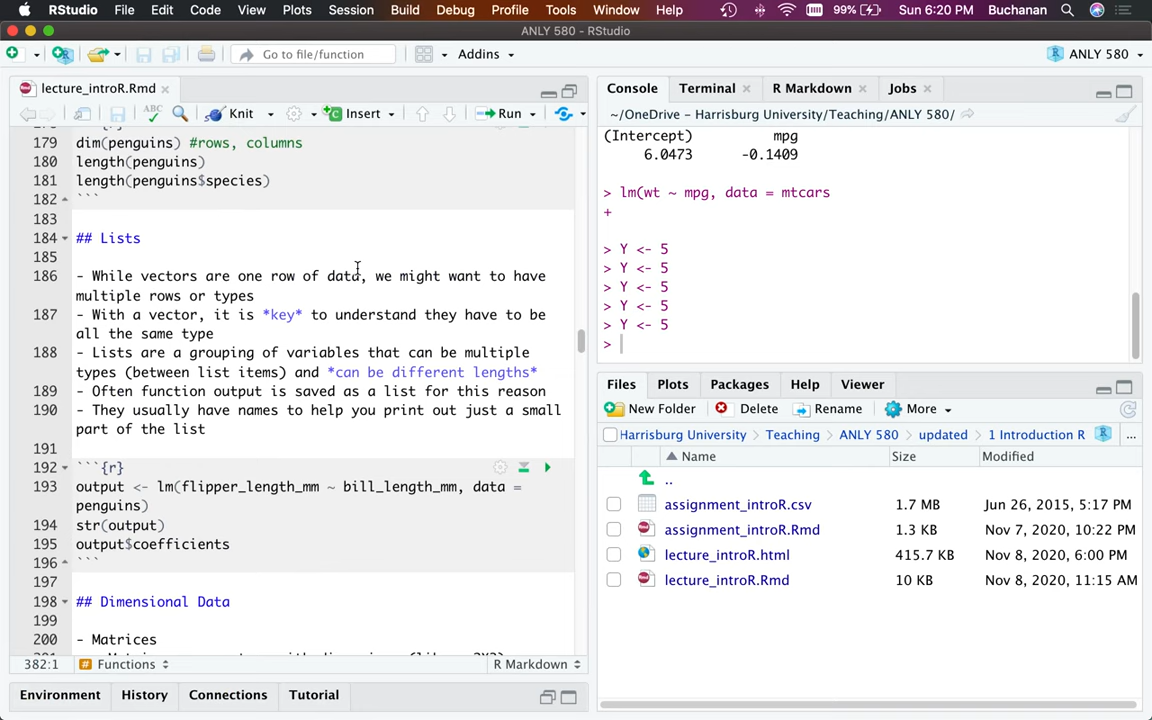 RStudio File Edit Code View Plots Session Build Debug Profile Tools Window Help 99% Sun 6:20 PM Buchanan
ANLY 580 - RStudio
Go to file/function Addins ANLY 580
lecture_introR.Rmd
ABC Knit Insert Run
179 dim(penguins) #rows, columns
180 length(penguins)
181 length(penguins$species)
182 ```
183
184 ## Lists
185
186 - While vectors are one row of data, we might want to have
multiple rows or types
187 - With a vector, it is *key* to understand they have to be
all the same type
188 - Lists are a grouping of variables that can be multiple
types (between list items) and *can be different lengths*
189 - Often function output is saved as a list for this reason
190 - They usually have names to help you print out just a small
part of the list
191
192 ```{r}
193 output <- lm(flipper_length_mm ~ bill_length_mm, data =
penguins)
194 str(output)
195 output$coefficients
196 ```
197
198 ## Dimensional Data
199
200 - Matrices
382:1 # Functions R Markdown
Environment History Connections Tutorial
Console Terminal R Markdown Jobs
~/OneDrive - Harrisburg University/Teaching/ANLY 580/
(Intercept) mpg
6.0473 -0.1409
> lm(wt ~ mpg, data = mtcars
+
> Y <- 5
> Y <- 5
> Y <- 5
> Y <- 5
> Y <- 5
>
Files Plots Packages Help Viewer
New Folder Delete Rename More
Harrisburg University Teaching ANLY 580 updated 1 Introduction R ...
Name Size Modified
..
assignment_introR.csv 1.7 MB Jun 26, 2015, 5:17 PM
assignment_introR.Rmd 1.3 KB Nov 7, 2020, 10:22 PM
lecture_introR.html 415.7 KB Nov 8, 2020, 6:00 PM
lecture_introR.Rmd 10 KB Nov 8, 2020, 11:15 AM